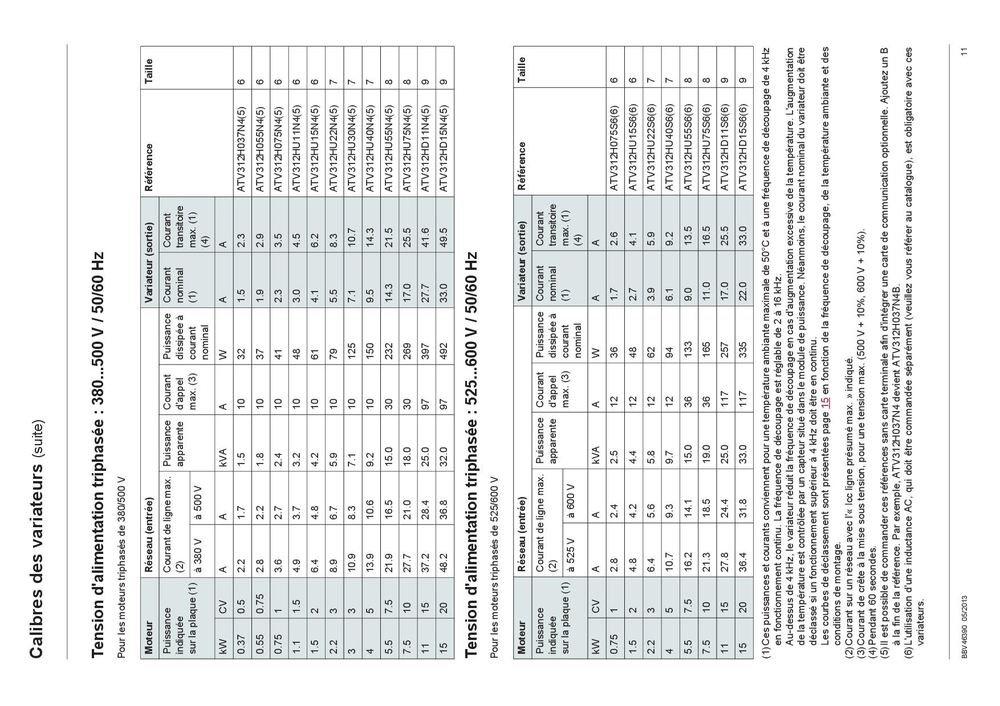 Calibres des variateurs (suite)
Tension d'alimentation triphasée : 380...500 V / 50/60 Hz
Pour les moteurs triphasés de 380/500 V
Moteur Réseau (entrée) Variateur (sortie) Référence Taille
Puissance indiquée sur la plaque (1) Courant de ligne max. (2) Puissance apparente Courant d'appel max. (3) Puissance dissipée à courant nominal Courant nominal (1) Courant transitoire max. (1) (4)
à 380 V à 500 V
kW CV A A kVA A W A A
0.37 0.5 2.2 1.7 1.5 10 32 1.5 2.3 ATV312H037N4(5) 6
0.55 0.75 2.8 2.2 1.8 10 37 1.9 2.9 ATV312H055N4(5) 6
0.75 1 3.6 2.7 2.4 10 41 2.3 3.5 ATV312H075N4(5) 6
1.1 1.5 4.9 3.7 3.2 10 48 3.0 4.5 ATV312HU11N4(5) 6
1.5 2 6.4 4.8 4.2 10 61 4.1 6.2 ATV312HU15N4(5) 6
2.2 3 8.9 6.7 5.9 10 79 5.5 8.3 ATV312HU22N4(5) 7
3 3 10.9 8.3 7.1 10 125 7.1 10.7 ATV312HU30N4(5) 7
4 5 13.9 10.6 9.2 10 150 9.5 14.3 ATV312HU40N4(5) 7
5.5 7.5 21.9 16.5 15.0 30 232 14.3 21.5 ATV312HU55N4(5) 8
7.5 10 27.7 21.0 18.0 30 269 17.0 25.5 ATV312HU75N4(5) 8
11 15 37.2 28.4 25.0 97 397 27.7 41.6 ATV312HD11N4(5) 9
15 20 48.2 36.8 32.0 97 492 33.0 49.5 ATV312HD15N4(5) 9
Tension d'alimentation triphasée : 525...600 V / 50/60 Hz
Pour les moteurs triphasés de 525/600 V
Moteur Réseau (entrée) Variateur (sortie) Référence Taille
Puissance indiquée sur la plaque (1) Courant de ligne max. (2) Puissance apparente Courant d'appel max. (3) Puissance dissipée à courant nominal Courant nominal (1) Courant transitoire max. (1) (4)
à 525 V à 600 V
kW CV A A kVA A W A A
0.75 1 2.8 2.4 2.5 12 36 1.7 2.6 ATV312H075S6(6) 6
1.5 2 4.8 4.2 4.4 12 48 2.7 4.1 ATV312HU15S6(6) 6
2.2 3 6.4 5.6 5.8 12 62 3.9 5.9 ATV312HU22S6(6) 7
4 5 10.7 9.3 9.7 12 94 6.1 9.2 ATV312HU40S6(6) 7
5.5 7.5 16.2 14.1 15.0 36 133 9.0 13.5 ATV312HU55S6(6) 8
7.5 10 21.3 18.5 19.0 36 165 11.0 16.5 ATV312HU75S6(6) 8
11 15 27.8 24.4 25.0 117 257 17.0 25.5 ATV312HD11S6(6) 9
15 20 36.4 31.8 33.0 117 335 22.0 33.0 ATV312HD15S6(6) 9
(1) Ces puissances et courants conviennent pour une température ambiante maximale de 50°C et à une fréquence de découpage de 4 kHz
en fonctionnement continu. La fréquence de découpage est réglable de 2 à 16 kHz.
Au-dessus de 4 kHz, le variateur réduit la fréquence de découpage en cas d'augmentation excessive de la température. L'augmentation
de la température est contrôlée par un capteur situé dans le module de puissance. Néanmoins, le courant nominal du variateur doit être
déclassé si un fonctionnement supérieur à 4 kHz doit être en continu.
Les courbes de déclassement sont présentées page 15 en fonction de la fréquence de découpage, de la température ambiante et des
conditions de montage.
(2) Courant sur un réseau avec l'« Icc ligne présumé max. » indiqué.
(3) Courant de crête à la mise sous tension, pour une tension max. (500 V + 10%, 600 V + 10%).
(4) Pendant 60 secondes.
(5) Il est possible de commander ces références sans carte terminale afin d'intégrer une carte de communication optionnelle. Ajoutez un B
à la fin de la référence. Par exemple, ATV312H037N4 devient ATV312H037N4B.
(6) L'utilisation d'une inductance AC, qui doit être commandée séparément (veuillez vous référer au catalogue), est obligatoire avec ces
variateurs.
BBV46390 05/2013 11